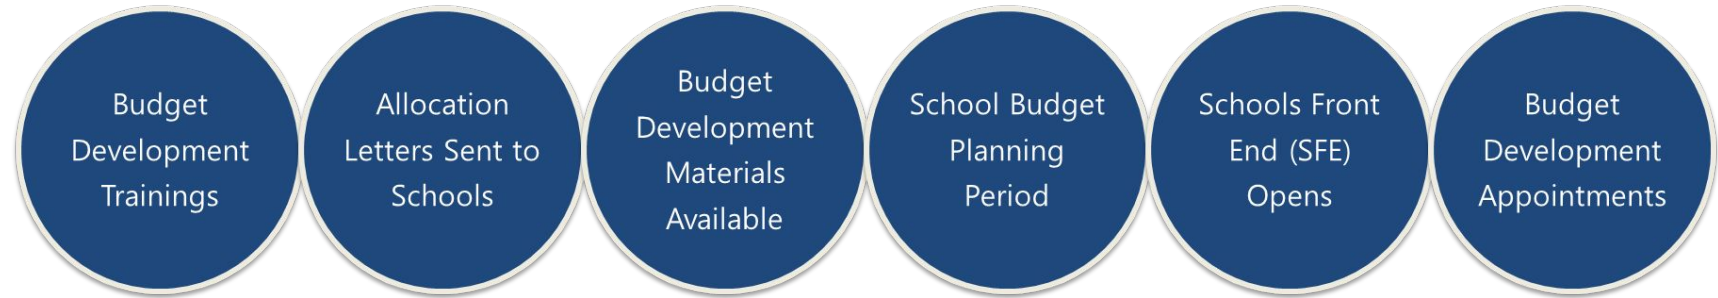 Budget
Development
Trainings
Allocation
Letters Sent to
Schools
Budget
Development
Materials
Available
School Budget
Planning
Period
Schools Front
End (SFE)
Opens
Budget
Development
Appointments